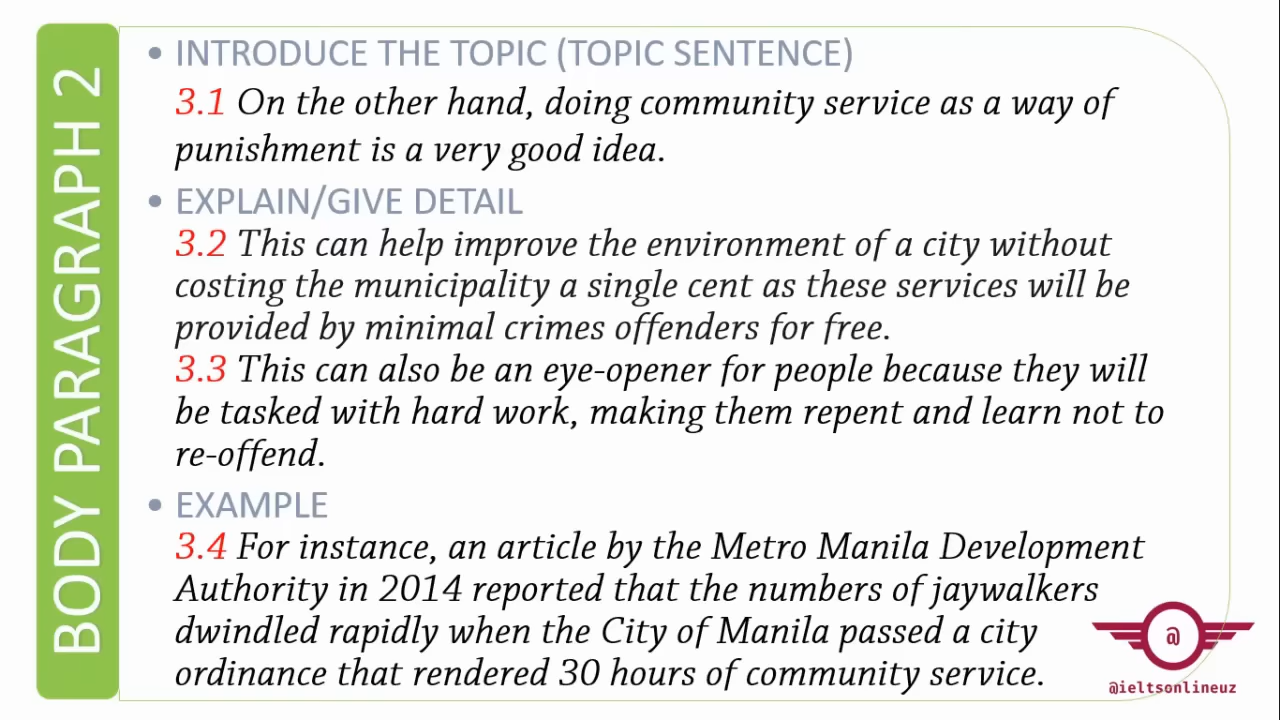 BODY PARAGRAPH 2
• INTRODUCE THE TOPIC (TOPIC SENTENCE)
3.1 On the other hand, doing community service as a way of
punishment is a very good idea.
• EXPLAIN/GIVE DETAIL
3.2 This can help improve the environment of a city without
costing the municipality a single cent as these services will be
provided by minimal crimes offenders for free.
3.3 This can also be an eye-opener for people because they will
be tasked with hard work, making them repent and learn not to
re-offend.
• EXAMPLE
3.4 For instance, an article by the Metro Manila Development
Authority in 2014 reported that the numbers of jaywalkers
dwindled rapidly when the City of Manila passed a city
ordinance that rendered 30 hours of community service.
@
@ieltsonlineuz